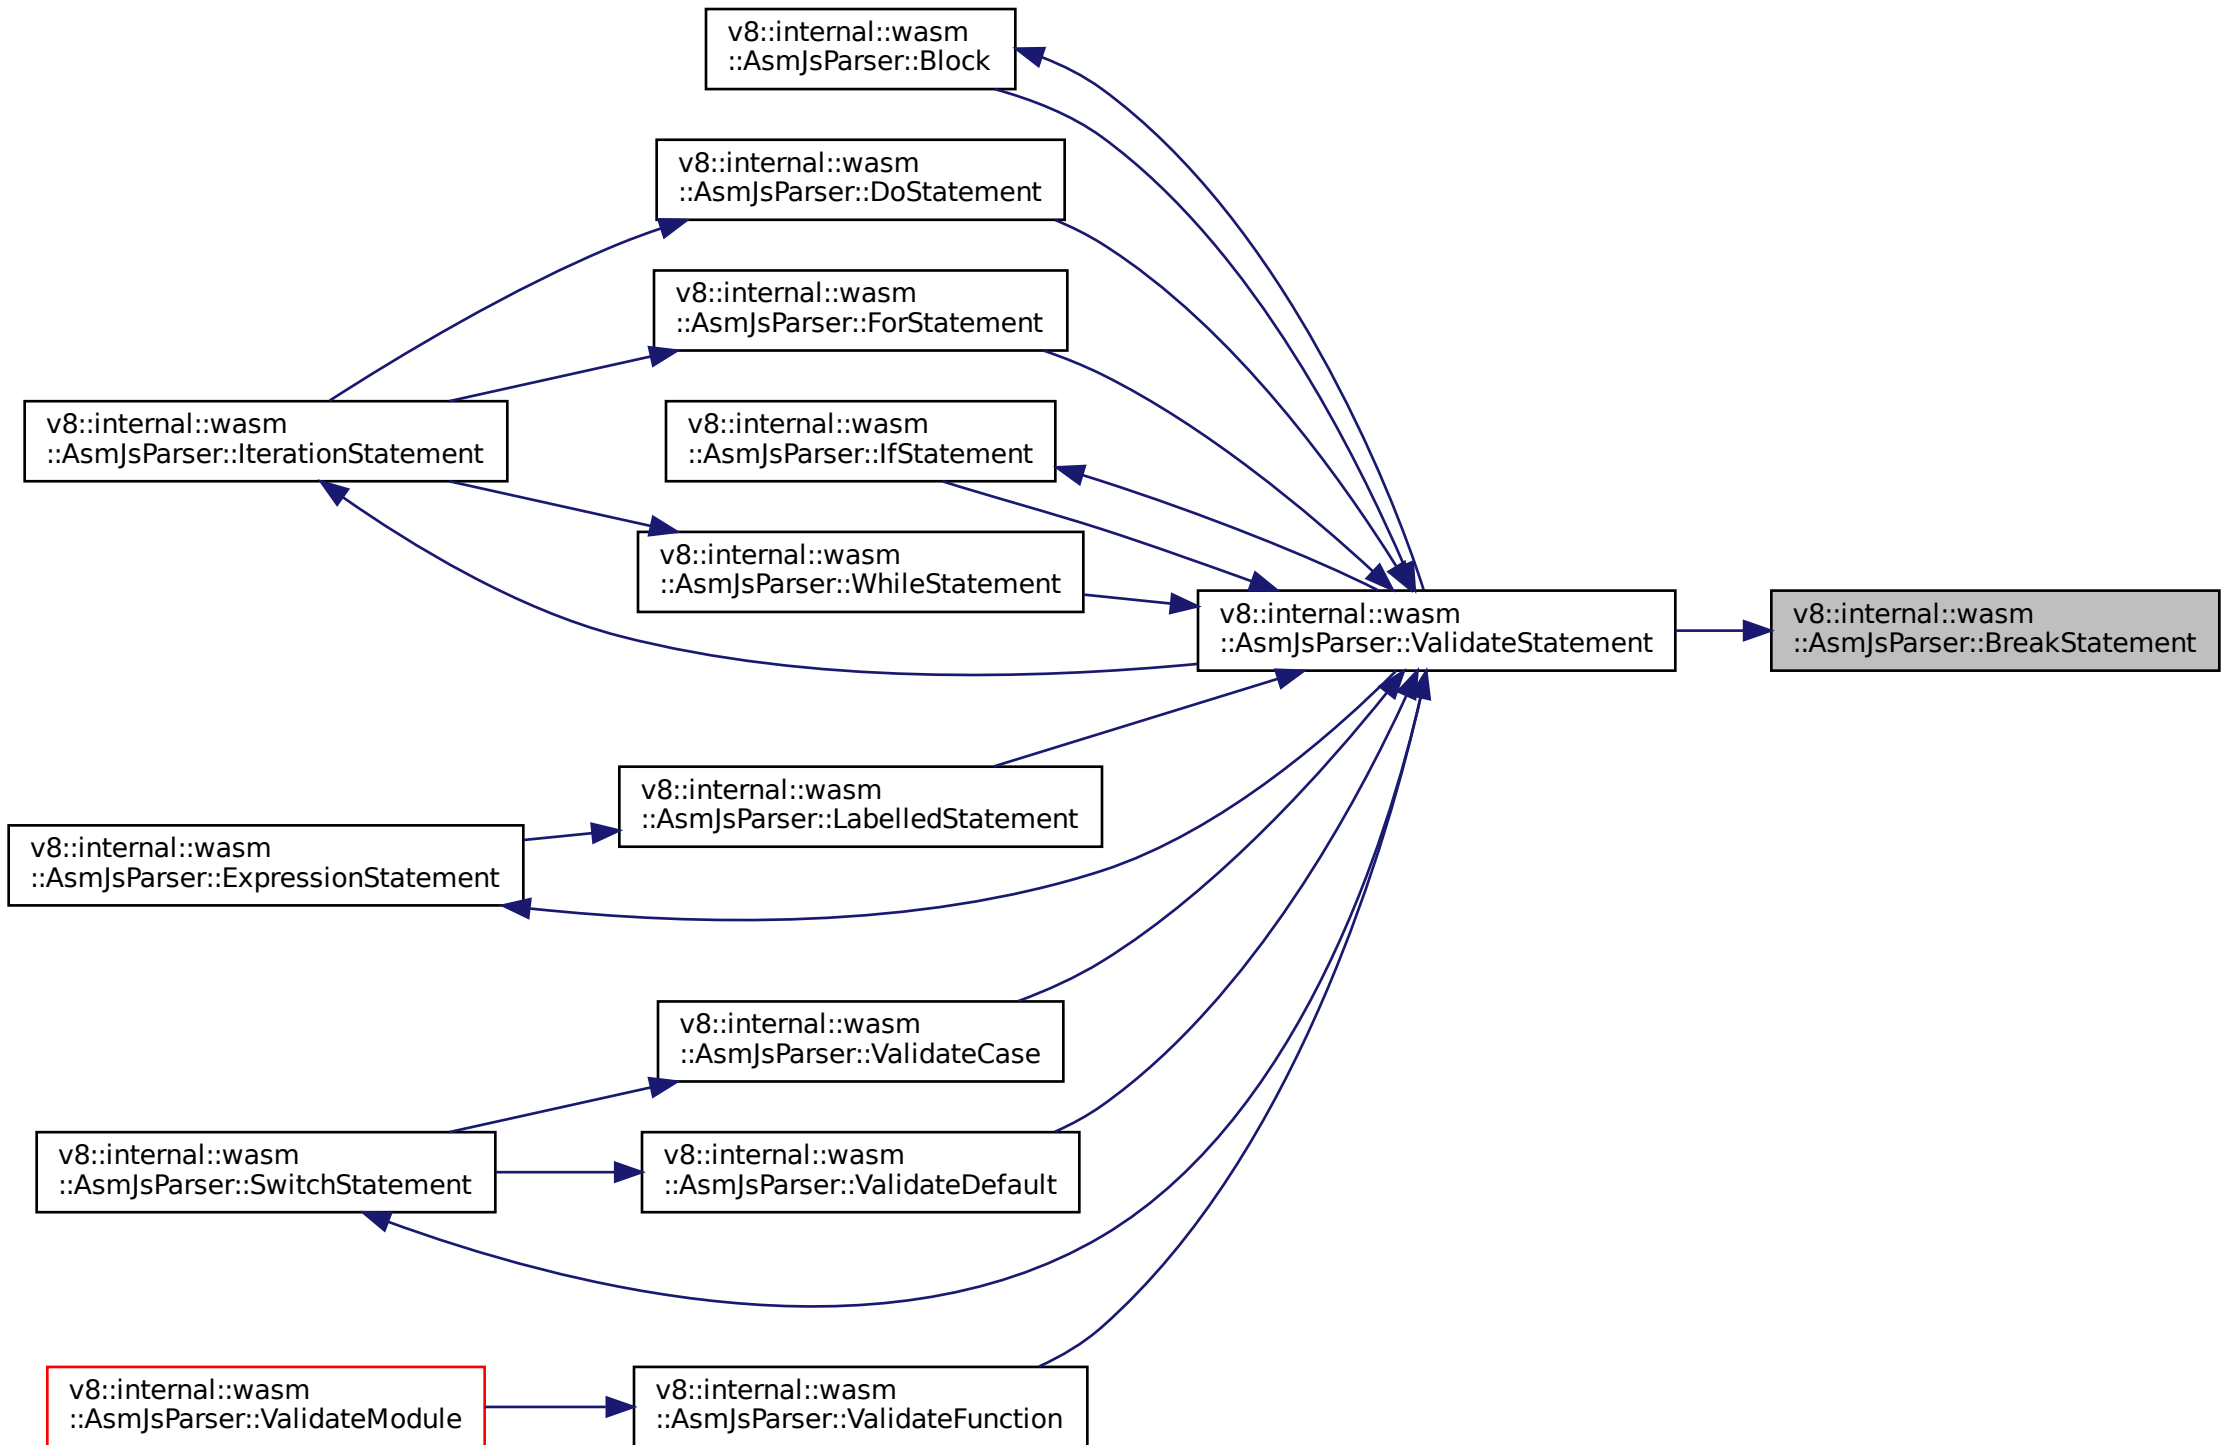 v8::internal::wasm
::AsmJsParser::Block
v8::internal::wasm
::AsmJsParser::DoStatement
v8::internal::wasm
::AsmJsParser::ForStatement
v8::internal::wasm
::AsmJsParser::IterationStatement
v8::internal::wasm
::AsmJsParser::IfStatement
v8::internal::wasm
::AsmJsParser::WhileStatement
v8::internal::wasm
::AsmJsParser::ValidateStatement
v8::internal::wasm
::AsmJsParser::BreakStatement
v8::internal::wasm
::AsmJsParser::LabelledStatement
v8::internal::wasm
::AsmJsParser::ExpressionStatement
v8::internal::wasm
::AsmJsParser::ValidateCase
v8::internal::wasm
::AsmJsParser::SwitchStatement
v8::internal::wasm
::AsmJsParser::ValidateDefault
v8::internal::wasm
::AsmJsParser::ValidateModule
v8::internal::wasm
::AsmJsParser::ValidateFunction